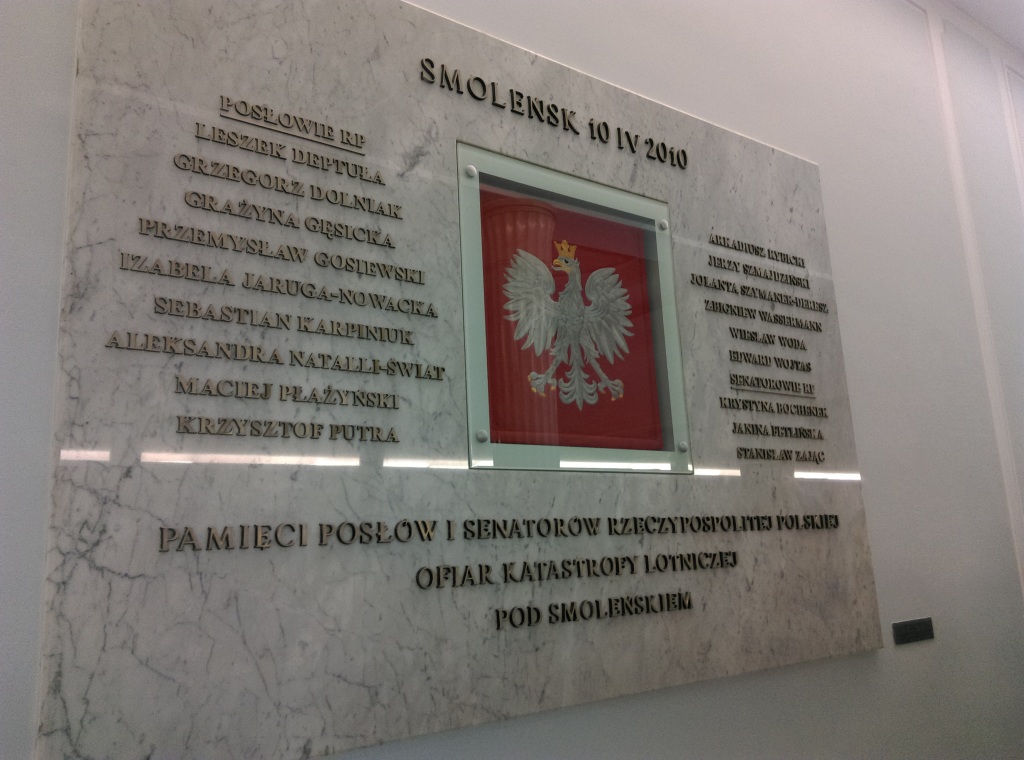 SMOLEŃSK 10 IV 2010
POSŁOWIE RP
LESZEK DEPTUŁA
GRZEGORZ DOLNIAK
GRAŻYNA GĘSICKA
PRZEMYSŁAW GOSIEWSKI
IZABELA JARUGA-NOWACKA
SEBASTIAN KARPINIUK
ALEKSANDRA NATALLI-ŚWIAT
MACIEJ PŁAŻYŃSKI
KRZYSZTOF PUTRA
ARKADIUSZ RYBICKI
JERZY SZMAJDZIŃSKI
JOLANTA SZYMANEK-DERESZ
ZBIGNIEW WASSERMANN
WIESŁAW WODA
EDWARD WOJTAS
SENATOROWIE RP
KRYSTYNA BOCHENEK
JANINA FETLIŃSKA
STANISŁAW ZAJĄC
PAMIĘCI POSŁÓW I SENATORÓW RZECZYPOSPOLITEJ POLSKIEJ
OFIAR KATASTROFY LOTNICZEJ
POD SMOLEŃSKIEM